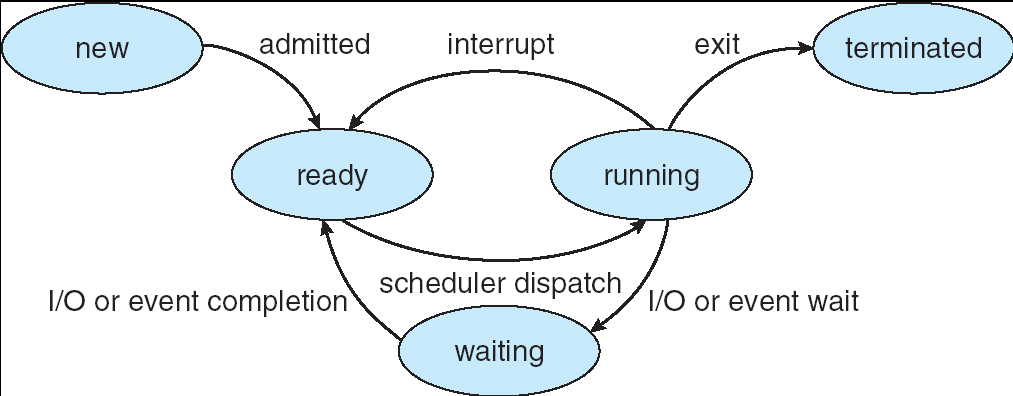 new
admitted
interrupt
exit
terminated
ready
running
scheduler dispatch
I/O or event completion
I/O or event wait
waiting